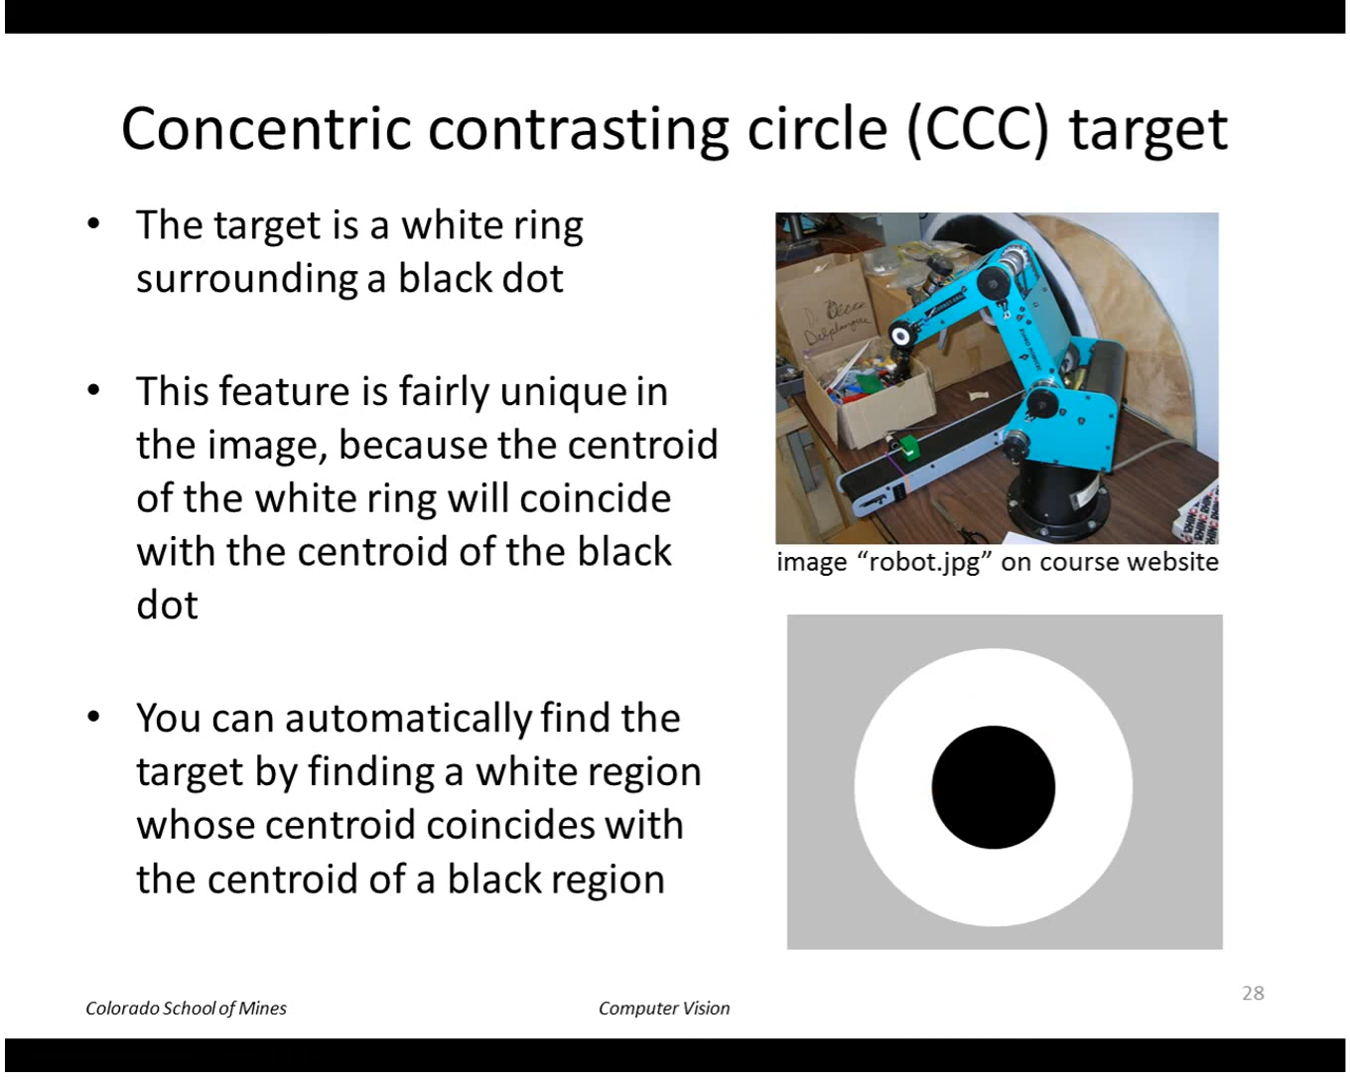 Concentric contrasting circle (CCC) target
• The target is a white ring
surrounding a black dot
• This feature is fairly unique in
the image, because the centroid
of the white ring will coincide
with the centroid of the black
dot
• You can automatically find the
target by finding a white region
whose centroid coincides with
the centroid of a black region
image “robot.jpg” on course website
Colorado School of Mines
Computer Vision
28